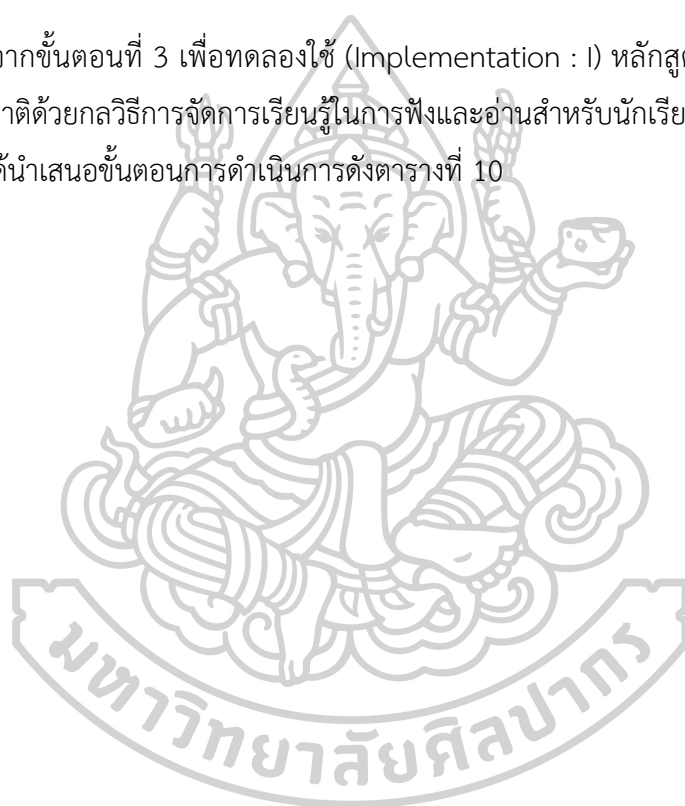 จากขั้นตอนที่ 3 เพื่อทดลองใช้ (Implementation : I) หลักสูต
าติด้วยกลวิธีการจัดการเรียนรู้ในการฟังและอ่านสำหรับนักเรีย
ด้นำเสนอขั้นตอนการดำเนินการดังตารางที่ 10
มหาวิทยาลัยศิลปากร